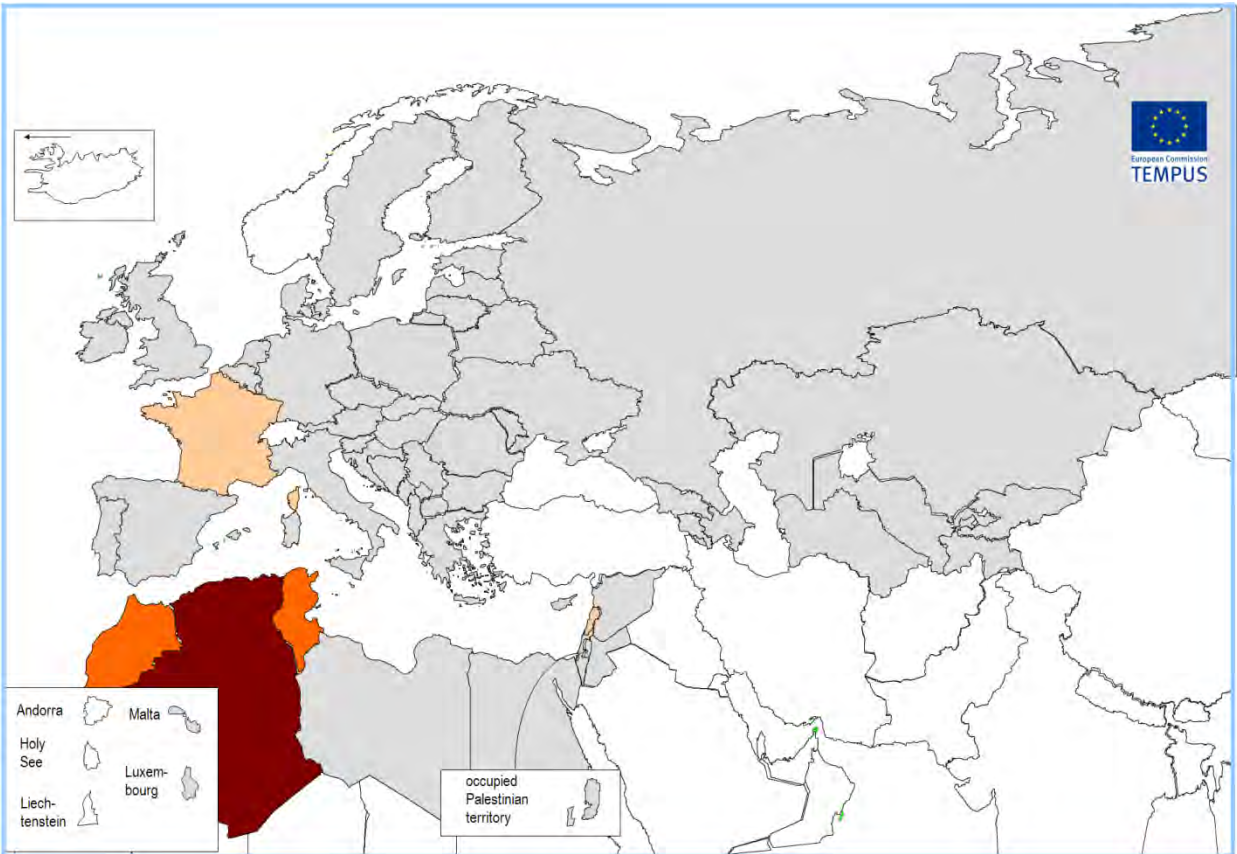 European Commission
TEMPUS
Andorra
Malta
Holy
See
Luxem-
bourg
Liech-
tenstein
occupied
Palestinian
territory